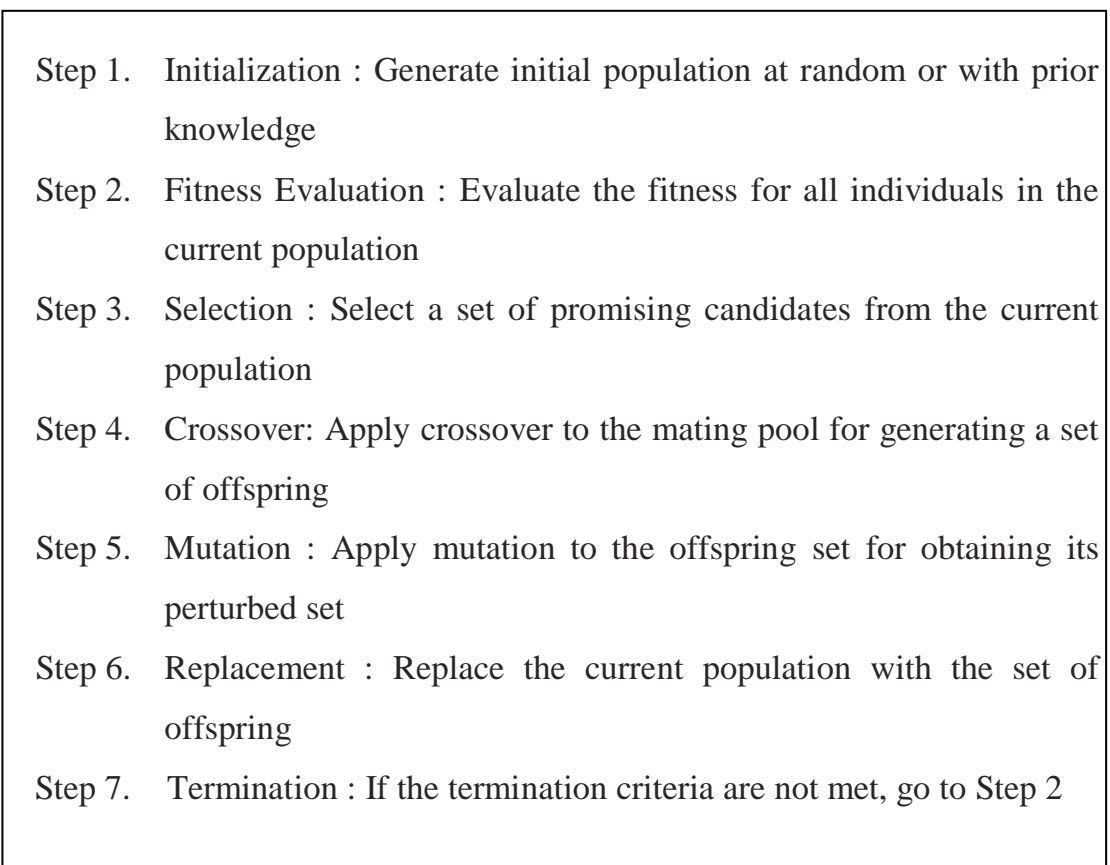 Step 1. Initialization : Generate initial population at random or with prior
knowledge
Step 2. Fitness Evaluation : Evaluate the fitness for all individuals in the
current population
Step 3. Selection : Select a set of promising candidates from the current
population
Step 4. Crossover: Apply crossover to the mating pool for generating a set
of offspring
Step 5. Mutation : Apply mutation to the offspring set for obtaining its
perturbed set
Step 6. Replacement : Replace the current population with the set of
offspring
Step 7. Termination : If the termination criteria are not met, go to Step 2